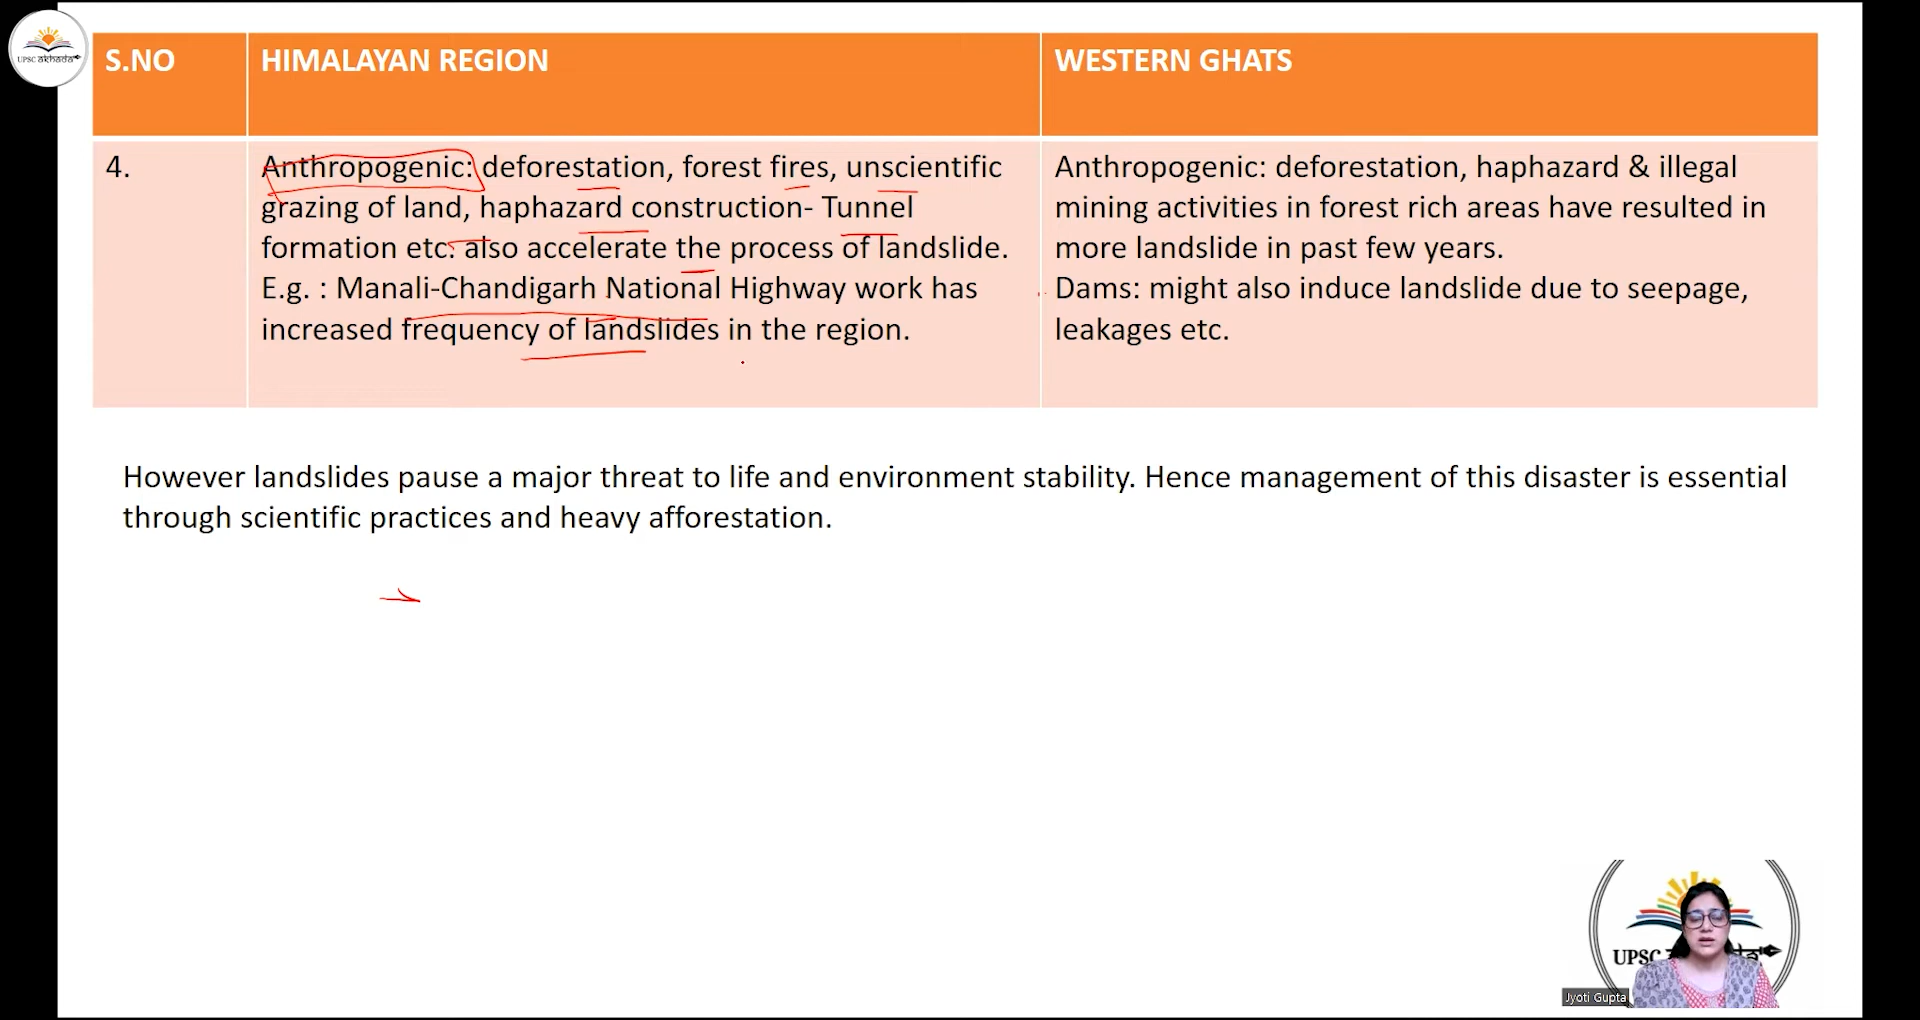 UPSC akhada
S.NO
HIMALAYAN REGION
WESTERN GHATS
4.
Anthropogenic: deforestation, forest fires, unscientific
grazing of land, haphazard construction- Tunnel
formation etc. also accelerate the process of landslide.
E.g. : Manali-Chandigarh National Highway work has
increased frequency of landslides in the region.
Anthropogenic: deforestation, haphazard & illegal
mining activities in forest rich areas have resulted in
more landslide in past few years.
Dams: might also induce landslide due to seepage,
leakages etc.
However landslides pause a major threat to life and environment stability. Hence management of this disaster is essential
through scientific practices and heavy afforestation.
UPSC
Jyoti Gupta